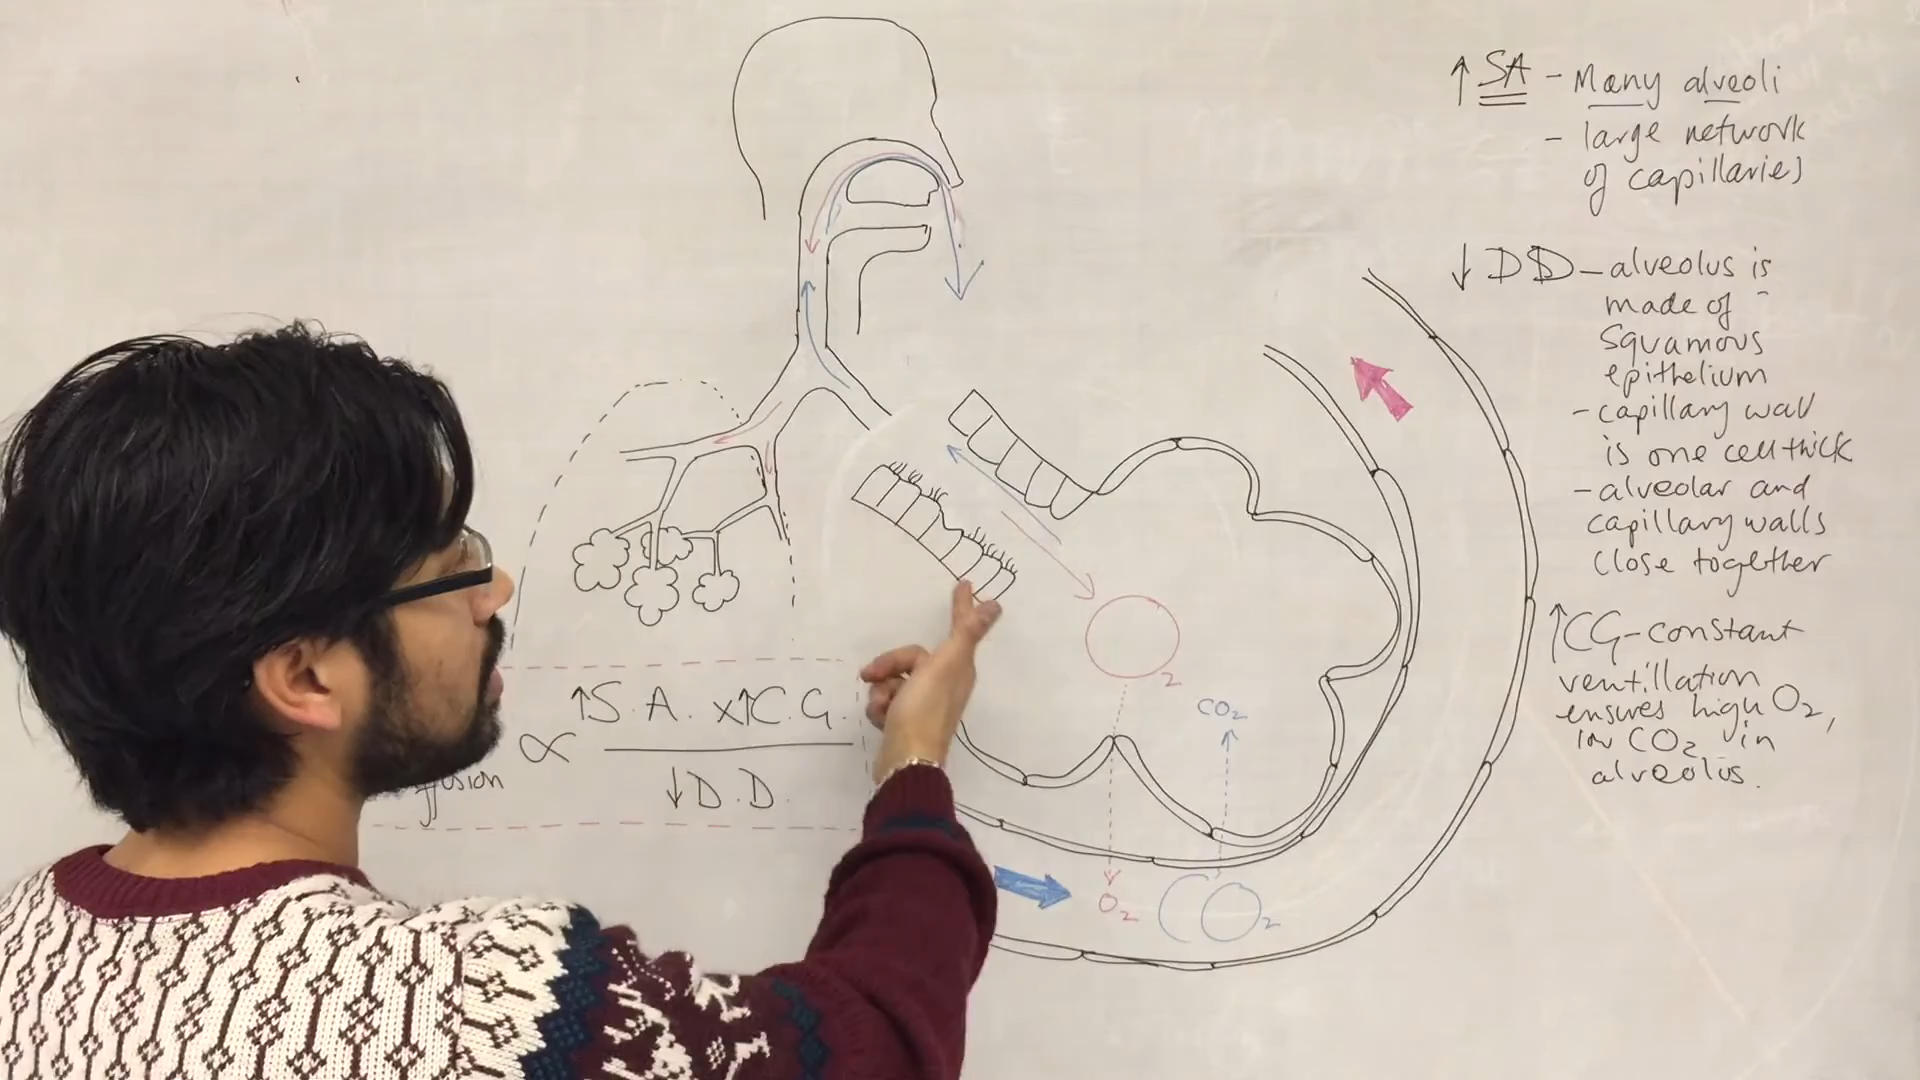 ↑ SA - Many alveoli
- large network
of capillaries
↓ DD - alveolus is
made of
squamous
epithelium
- capillary wall
is one cell thick
- alveolar and
capillary walls
close together
↑ CG - constant
ventillation
ensures high O2,
low CO2 in
alveolus.
∝ ↑S.A. x↑C.G.
↓D.D.
O2
CO2
O2
CO2